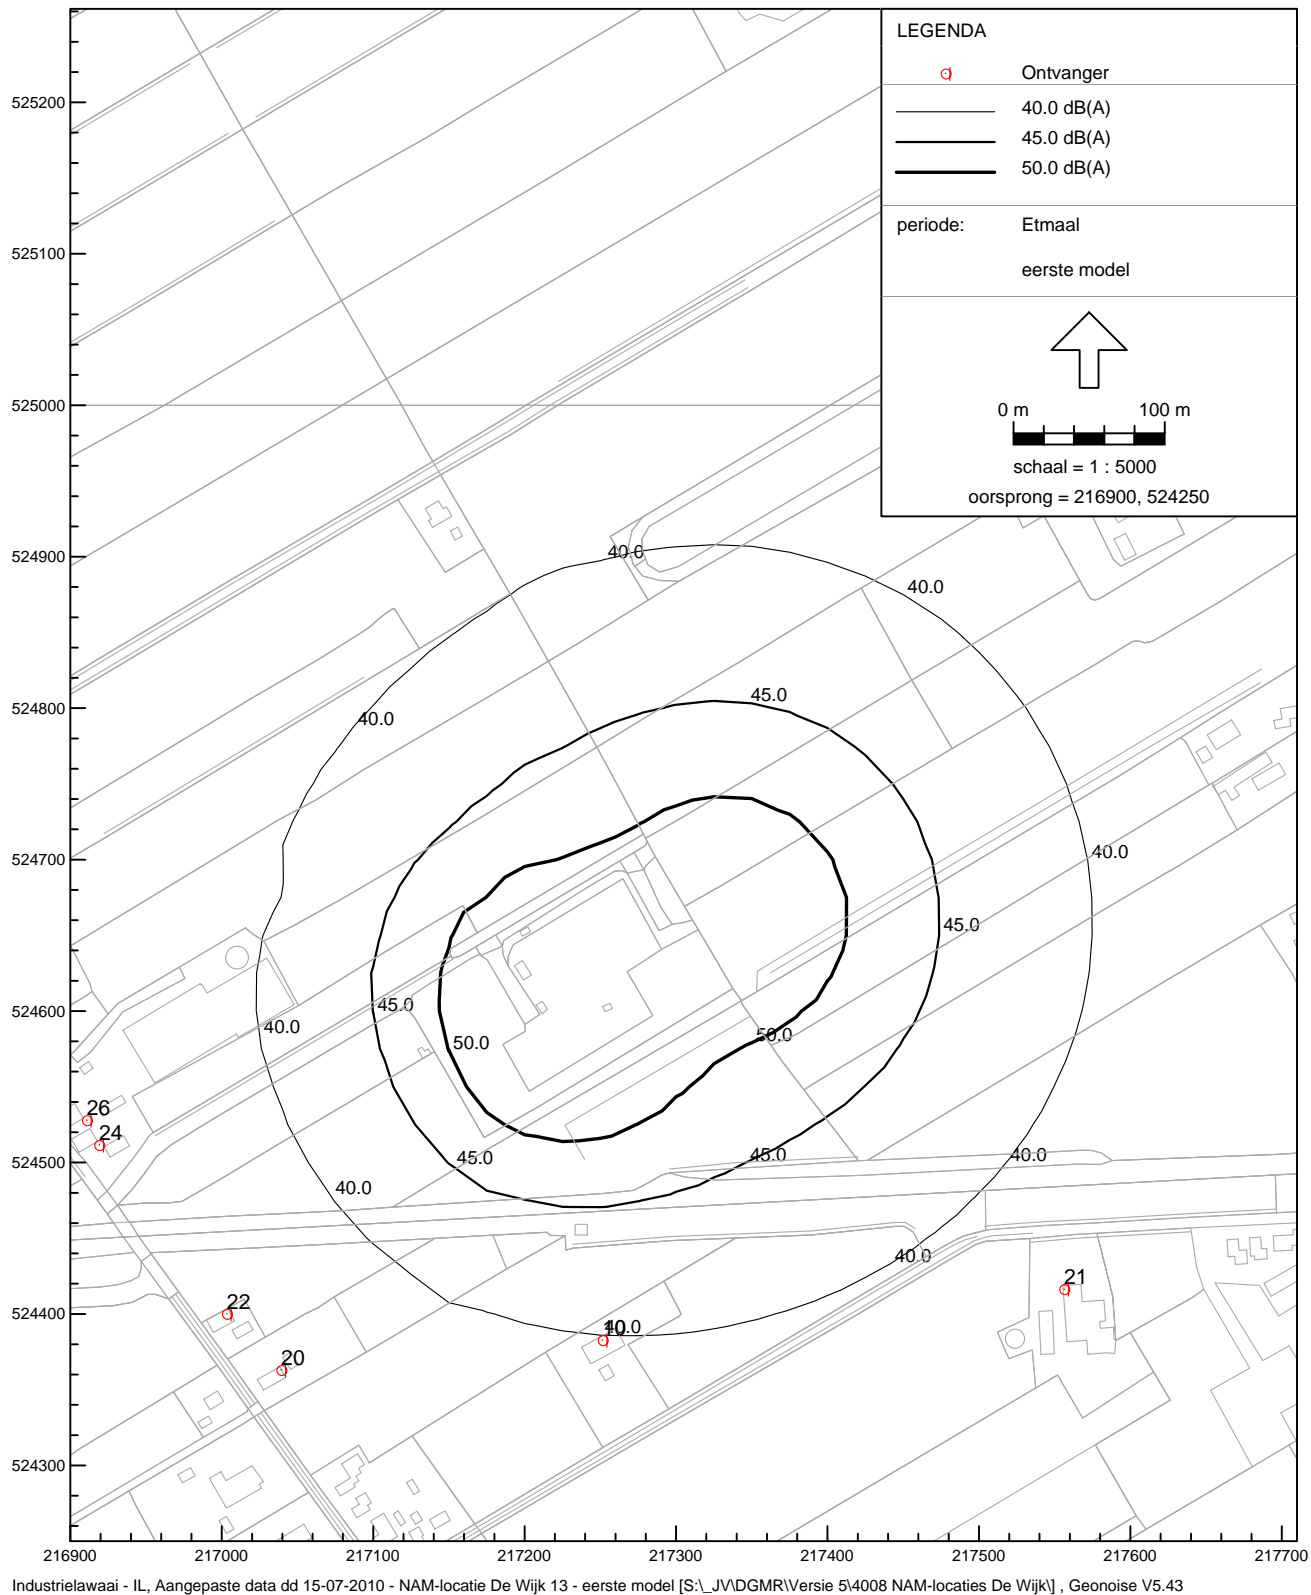 LEGENDA
Ontvanger
40.0 dB(A)
45.0 dB(A)
50.0 dB(A)
periode: Etmaal
eerste model
0 m 100 m
schaal = 1 : 5000
oorsprong = 216900, 524250
525200
525100
525000
524900
524800
524700
524600
524500
524400
524300
40.0
40.0
45.0
40.0
40.0
45.0
45.0
40.0
50.0
50.0
26
24
45.0
45.0
40.0
40.0
40.0
21
22
10
40.0
20
216900 217000 217100 217200 217300 217400 217500 217600 217700
Industrielawaai - IL, Aangepaste data dd 15-07-2010 - NAM-locatie De Wijk 13 - eerste model [S:\_JV\DGMR\Versie 5\4008 NAM-locaties De Wijk\] , Geonoise V5.43